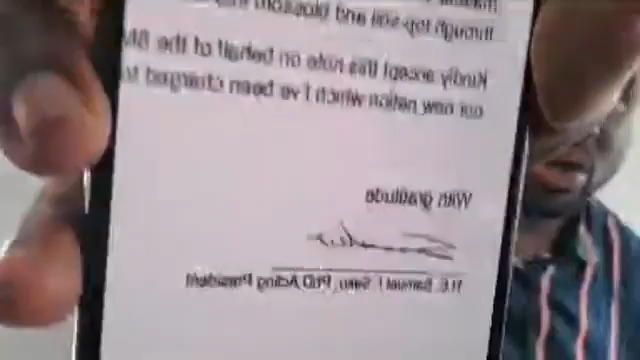 through top-soil and blossom
Kindly accept this note on behalf of the
our new nation which I've been charged to
With gratitude
H.E. Samuel I. PhD Acting President